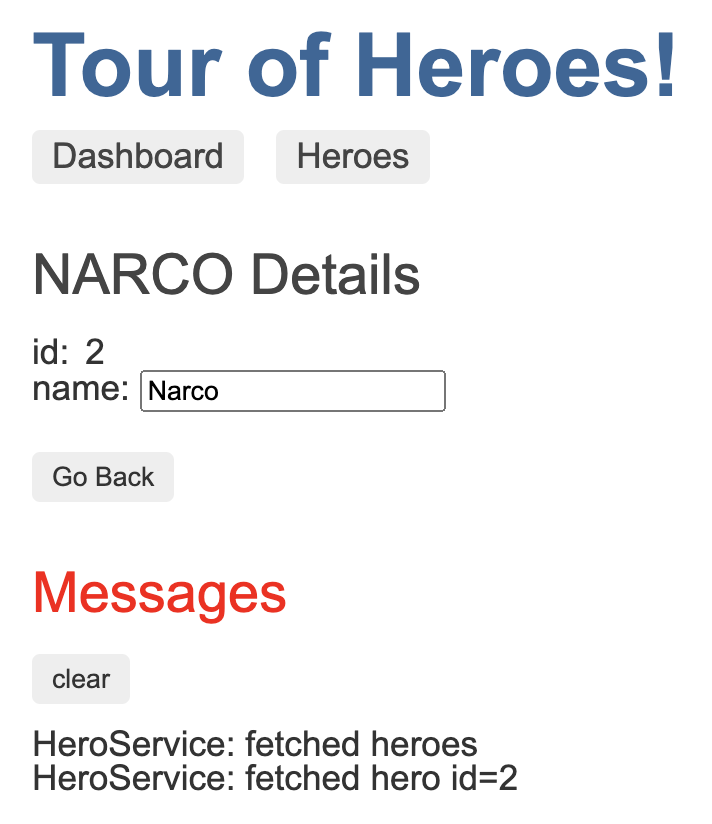 Tour of Heroes!
Dashboard Heroes
NARCO Details
id: 2
name: Narco
Go Back
Messages
clear
HeroService: fetched heroes
HeroService: fetched hero id=2